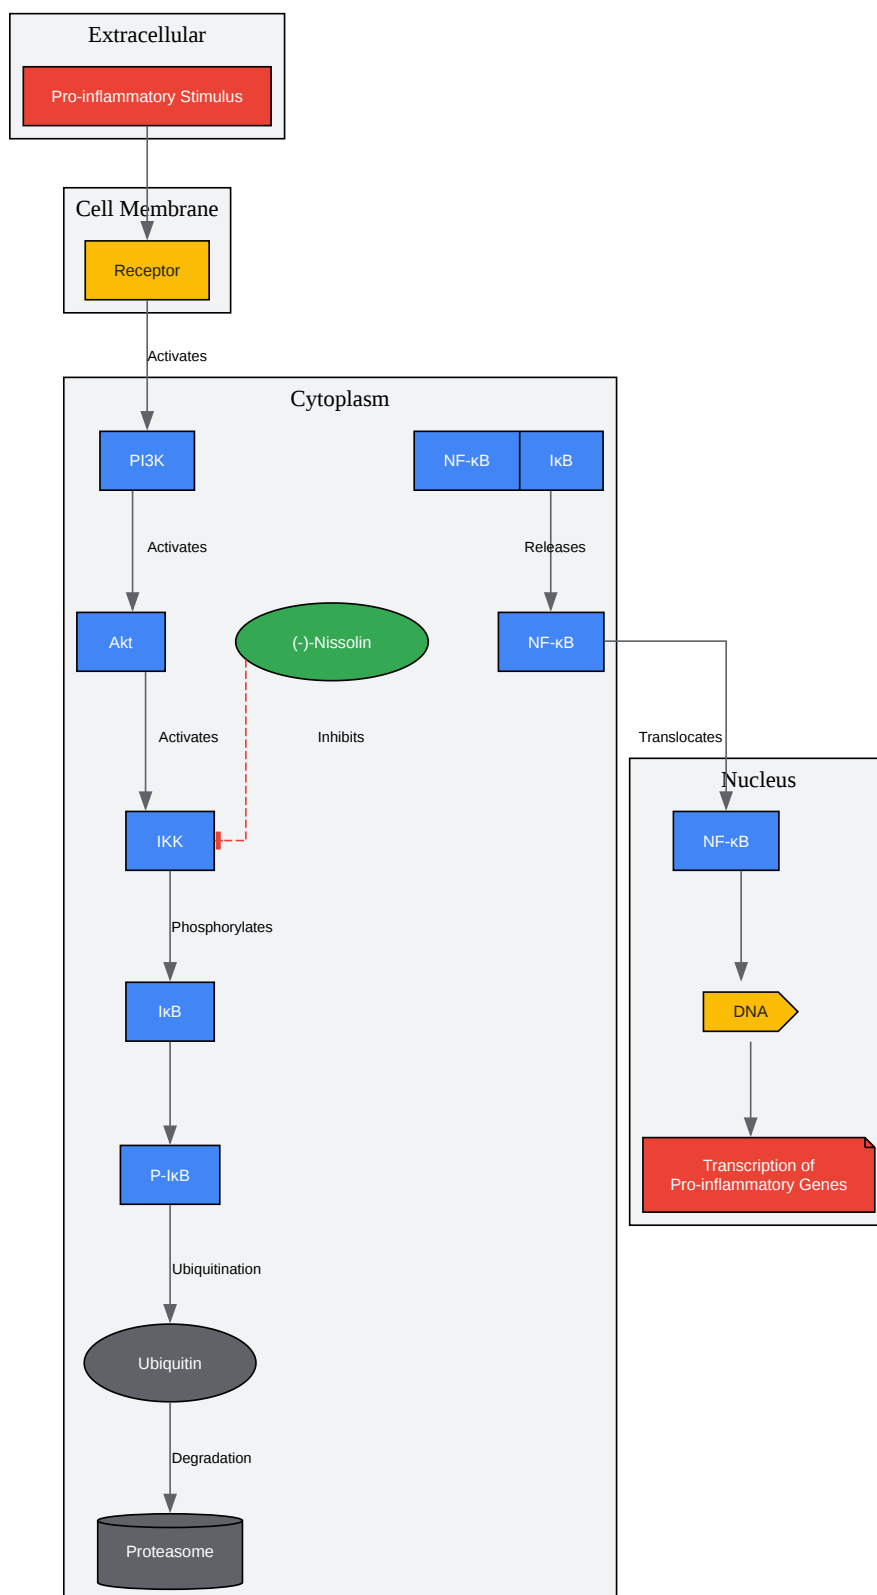 Extracellular
Pro-inflammatory Stimulus
Cell Membrane
Receptor
Activates
Cytoplasm
PI3K
NF-κB
IκB
Activates
Releases
Akt
(-)-Nissolin
NF-κB
Activates
Inhibits
Translocates
Nucleus
IKK
NF-κB
Phosphorylates
IκB
DNA
P-IκB
Transcription of
Pro-inflammatory Genes
Ubiquitination
Ubiquitin
Degradation
Proteasome